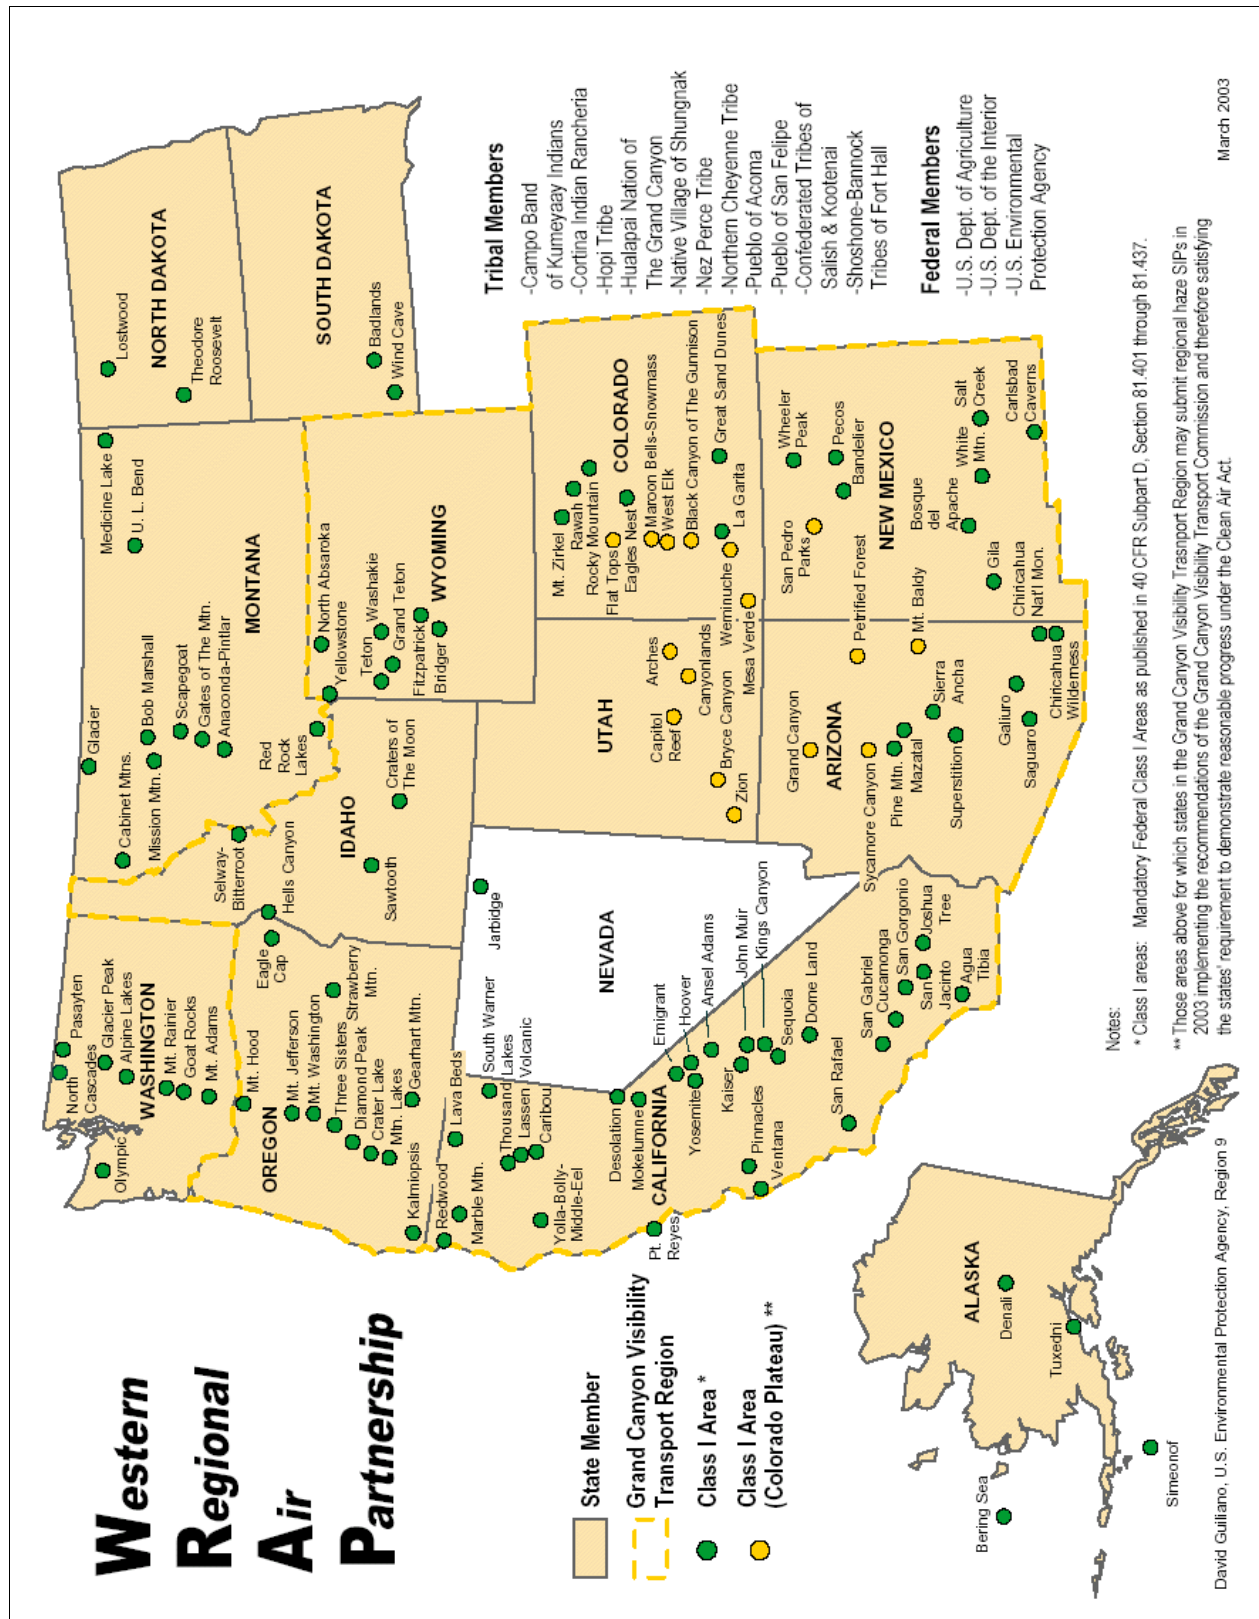 Western
Regional
Air
Partnership
State Member
Grand Canyon Visibility
Transport Region
Class I Area *
Class I Area
(Colorado Plateau) **
WASHINGTON
Olympic
North
Cascades
Pasayten
Glacier Peak
Alpine Lakes
Mt. Rainier
Goat Rocks
Mt. Adams
OREGON
Mt. Hood
Mt. Jefferson
Mt. Washington
Three Sisters
Diamond Peak
Crater Lake
Mtn. Lakes
Gearhart Mtn.
Kalmiopsis
Strawberry
Mtn.
Eagle
Cap
Hells Canyon
IDAHO
Selway-
Bitterroot
Sawtooth
Craters of
The Moon
MONTANA
Glacier
Cabinet Mtns.
Mission Mtn.
Bob Marshall
Scapegoat
Gates of The Mtn.
Anaconda-Pintlar
Red
Rock
Lakes
Medicine Lake
U. L. Bend
NORTH DAKOTA
Lostwood
Theodore
Roosevelt
SOUTH DAKOTA
Badlands
Wind Cave
WYOMING
Yellowstone
North Absaroka
Teton
Washakie
Grand Teton
Fitzpatrick
Bridger
NEVADA
Jarbidge
CALIFORNIA
Redwood
Marble Mtn.
Lava Beds
South Warner
Thousand
Lakes
Lassen
Volcanic
Caribou
Yolla-Bolly-
Middle-Eel
Desolation
Mokelumne
Pt.
Reyes
Emigrant
Hoover
Yosemite
Ansel Adams
Kaiser
John Muir
Kings Canyon
Sequoia
Pinnacles
Ventana
Dome Land
San Rafael
San Gabriel
Cucamonga
San Gorgonio
San
Jacinto
Joshua
Tree
Agua
Tibia
UTAH
Arches
Capitol
Reef
Canyonlands
Bryce Canyon
Zion
COLORADO
Mt. Zirkel
Rawah
Rocky Mountain
Flat Tops
Eagles Nest
Maroon Bells-Snowmass
West Elk
Black Canyon of The Gunnison
Great Sand Dunes
La Garita
Weminuche
Mesa Verde
ARIZONA
Grand Canyon
Sycamore Canyon
Petrified Forest
Pine Mtn.
Mazatal
Mt. Baldy
Sierra
Ancha
Superstition
Galiuro
Saguaro
Chiricahua
Nat'l Mon.
Chiricahua
Wilderness
NEW MEXICO
San Pedro
Parks
Wheeler
Peak
Pecos
Bandelier
Bosque
del
Apache
White
Mtn.
Salt
Creek
Gila
Carlsbad
Caverns
ALASKA
Denali
Tuxedni
Bering Sea
Simeonof
Tribal Members
-Campo Band
of Kumeyaay Indians
-Cortina Indian Rancheria
-Hopi Tribe
-Hualapai Nation of
The Grand Canyon
-Native Village of Shungnak
-Nez Perce Tribe
-Northern Cheyenne Tribe
-Pueblo of Acoma
-Pueblo of San Felipe
-Confederated Tribes of
Salish & Kootenai
-Shoshone-Bannock
Tribes of Fort Hall
Federal Members
-U.S. Dept. of Agriculture
-U.S. Dept. of the Interior
-U.S. Environmental
Protection Agency
Notes:
* Class I areas: Mandatory Federal Class I Areas as published in 40 CFR Subpart D, Section 81.401 through 81.437.
** Those areas above for which states in the Grand Canyon Visibility Trasnport Region may submit regional haze SIPs in
2003 implementing the recommendations of the Grand Canyon Visibility Transport Commission and therefore satisfying
the states' requirement to demonstrate reasonable progress under the Clean Air Act.
David Guiliano, U.S. Environmental Protection Agency, Region 9
March 2003